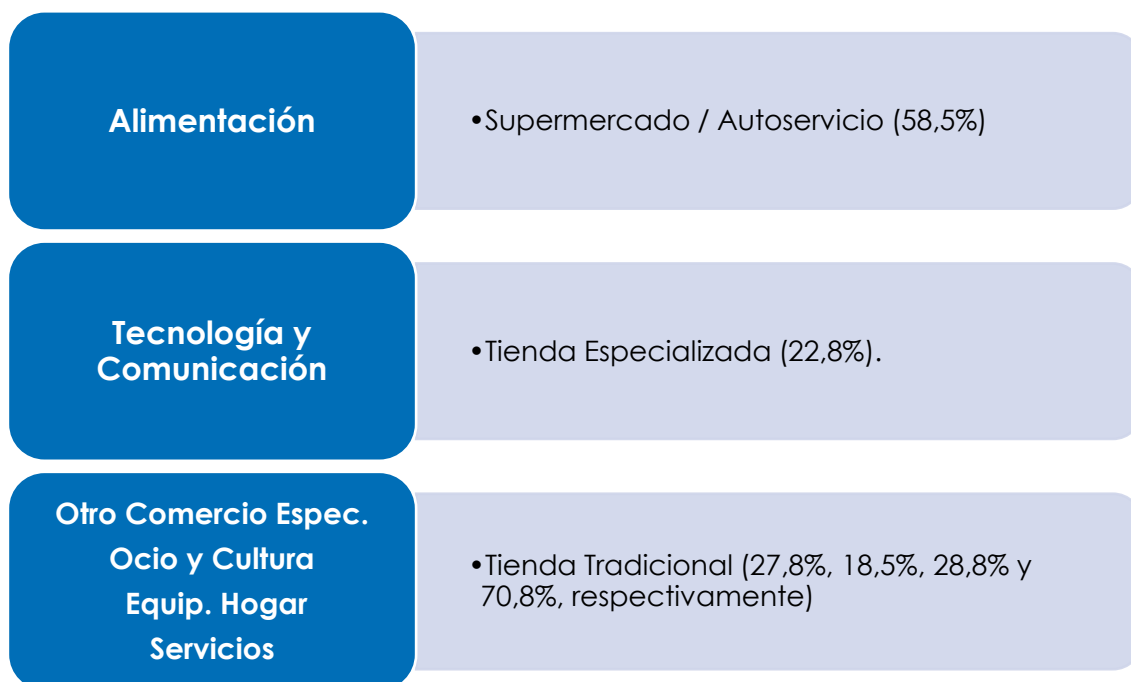 Alimentación
•Supermercado / Autoservicio (58,5%)
Tecnología y
Comunicación
•Tienda Especializada (22,8%).
Otro Comercio Espec.
Ocio y Cultura
Equip. Hogar
Servicios
•Tienda Tradicional (27,8%, 18,5%, 28,8% y
70,8%, respectivamente)